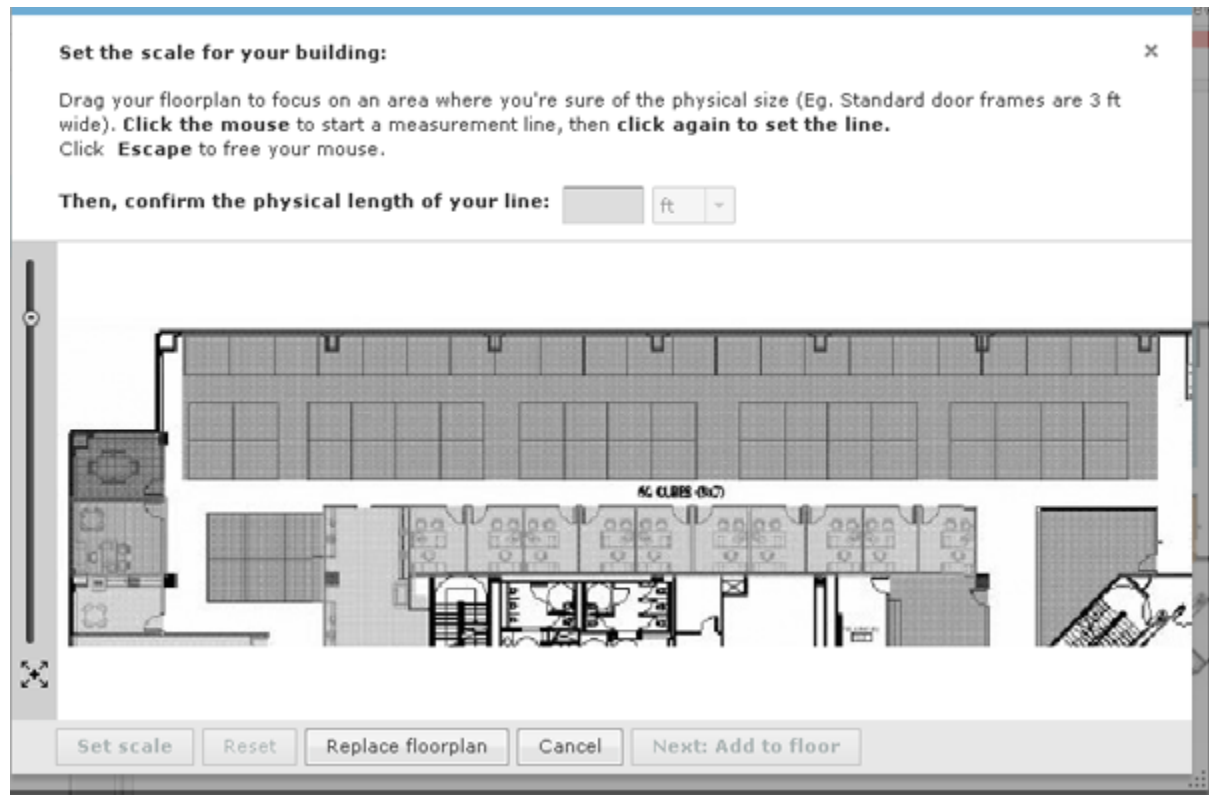 Set the scale for your building:
×
Drag your floorplan to focus on an area where you're sure of the physical size (Eg. Standard door frames are 3 ft
wide). Click the mouse to start a measurement line, then click again to set the line.
Click Escape to free your mouse.
Then, confirm the physical length of your line:
ft
CUBES
Set scale
Reset
Replace floorplan
Cancel
Next: Add to floor